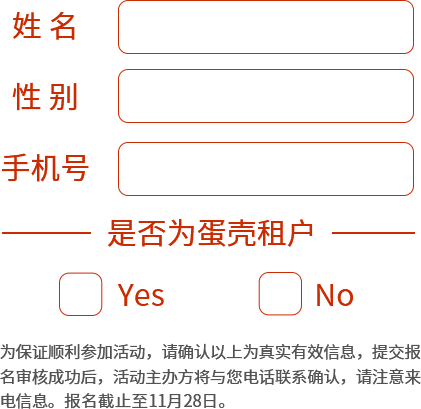 姓 名
性 别
手机号
是否为蛋壳租户
Yes No
为保证顺利参加活动，请确认以上为真实有效信息，提交报
名审核成功后，活动主办方将与您电话联系确认，请注意来
电信息。报名截止至11月28日。